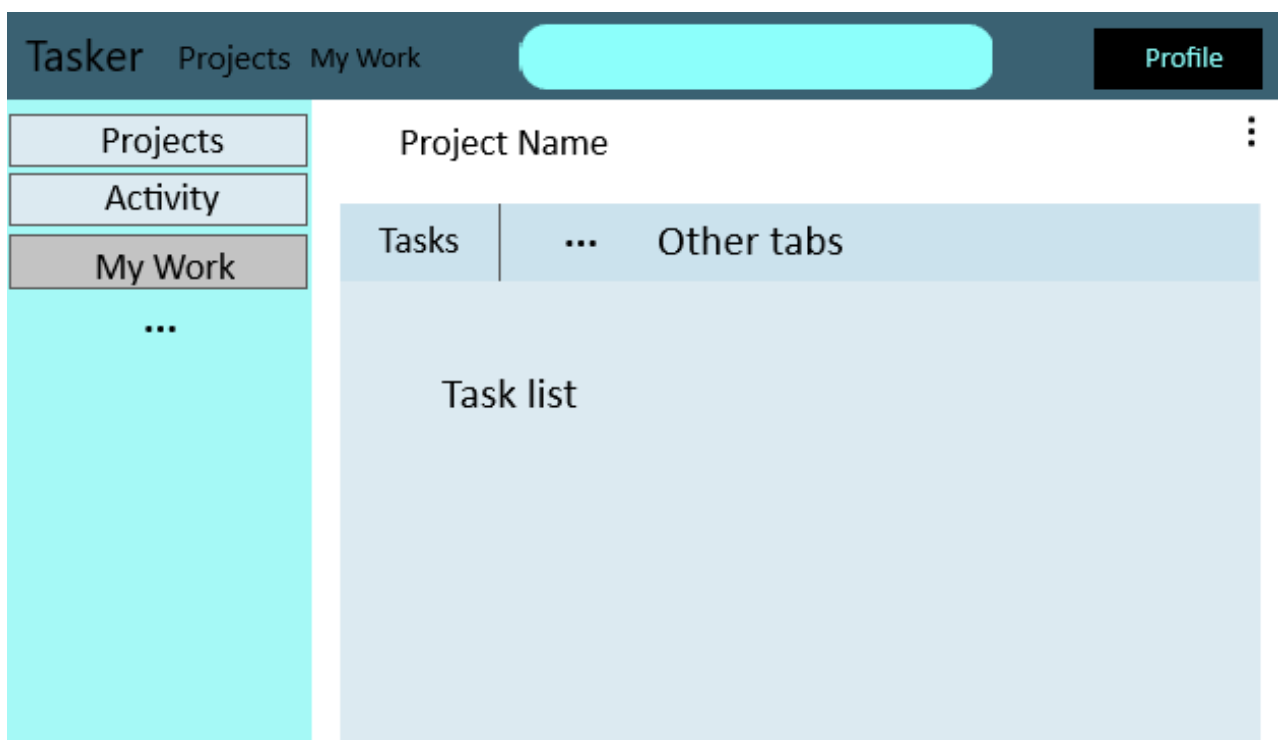 Tasker Projects My Work Profile
Projects
Activity
My Work
...
Project Name
Tasks ... Other tabs
Task list